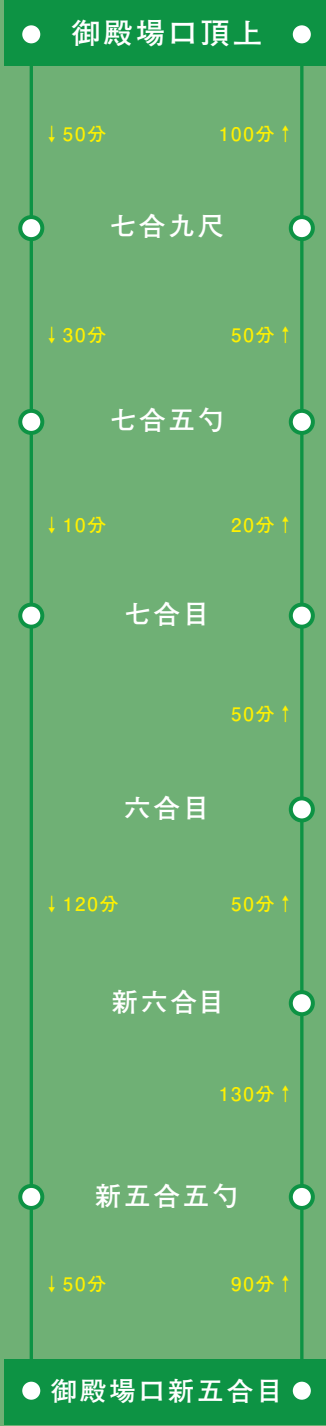 御殿場口頂上
↓50分 100分↑
七合九尺
↓30分 50分↑
七合五勺
↓10分 20分↑
七合目
50分↑
六合目
↓120分 50分↑
新六合目
130分↑
新五合五勺
↓50分 90分↑
御殿場口新五合目